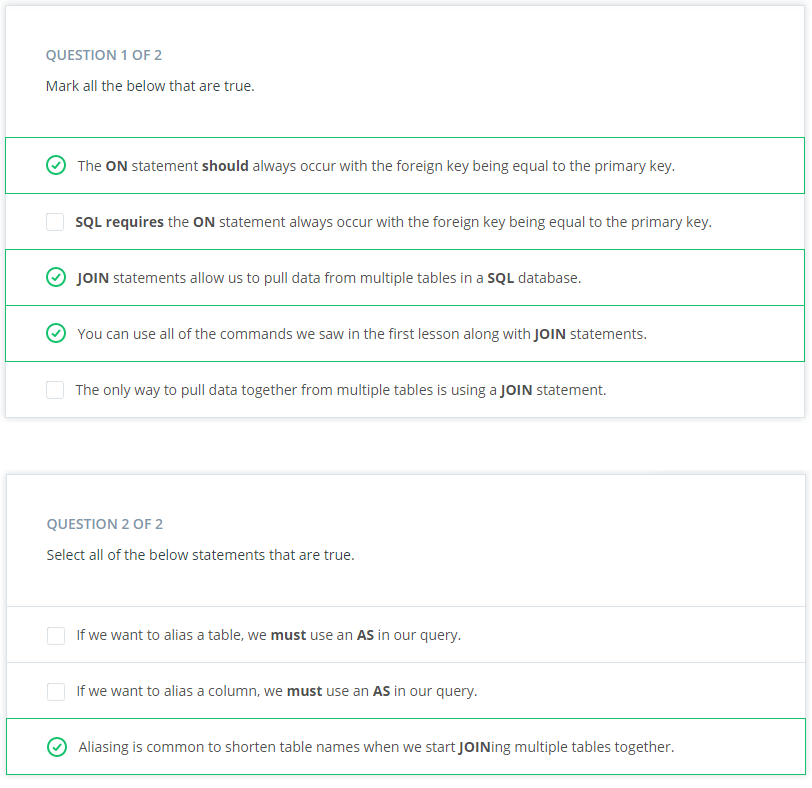 QUESTION 1 OF 2
Mark all the below that are true.
The ON statement should always occur with the foreign key being equal to the primary key.
SQL requires the ON statement always occur with the foreign key being equal to the primary key.
JOIN statements allow us to pull data from multiple tables in a SQL database.
You can use all of the commands we saw in the first lesson along with JOIN statements.
The only way to pull data together from multiple tables is using a JOIN statement.
QUESTION 2 OF 2
Select all of the below statements that are true.
If we want to alias a table, we must use an AS in our query.
If we want to alias a column, we must use an AS in our query.
Aliasing is common to shorten table names when we start JOINing multiple tables together.